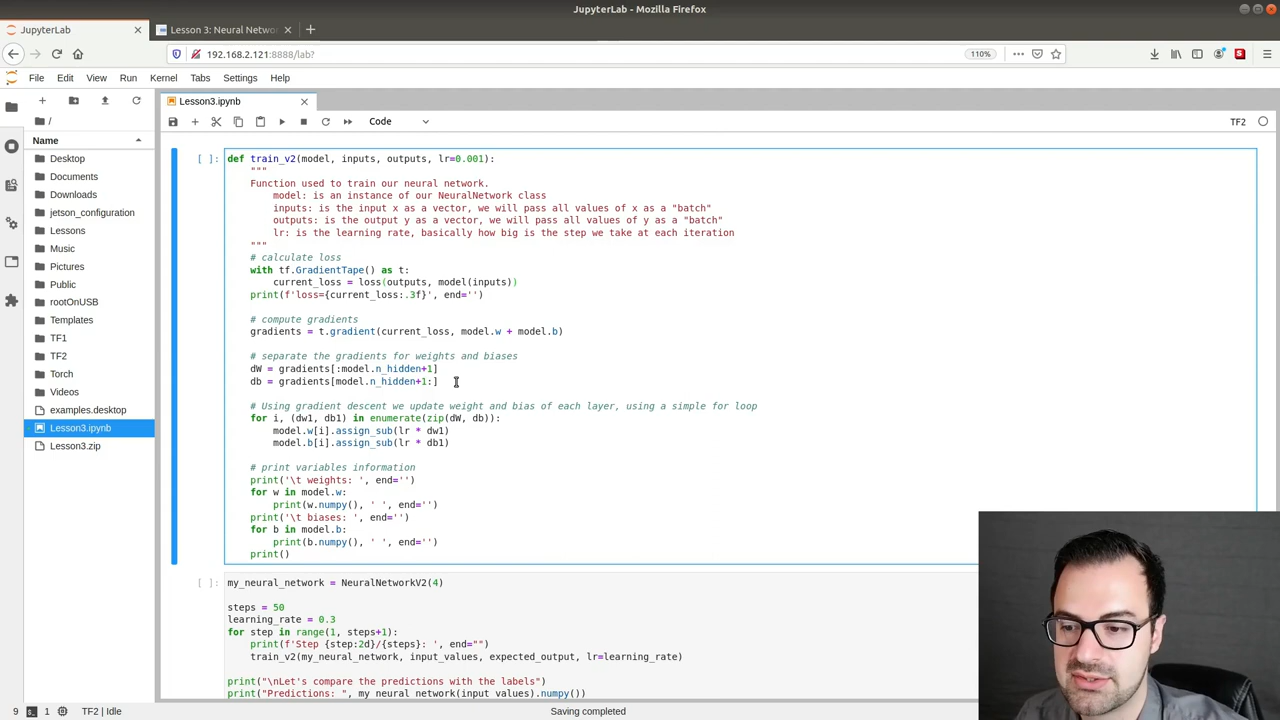 JupyterLab - Mozilla Firefox
JupyterLab
Lesson 3: Neural Netwo
192.168.2.121:8888/lab?
110%
File Edit View Run Kernel Tabs Settings Help
Lesson3.ipynb
/
Code
TF2
Name
Desktop
Documents
Downloads
jetson_configuration
Lessons
Music
Pictures
Public
rootOnUSB
Templates
TF1
TF2
Torch
Videos
examples.desktop
Lesson3.ipynb
Lesson3.zip
[ ]: def train_v2(model, inputs, outputs, lr=0.001):
"""
Function used to train our neural network.
model: is an instance of our NeuralNetwork class
inputs: is the input x as a vector, we will pass all values of x as a "batch"
outputs: is the output y as a vector, we will pass all values of y as a "batch"
lr: is the learning rate, basically how big is the step we take at each iteration
"""
# calculate loss
with tf.GradientTape() as t:
current_loss = loss(outputs, model(inputs))
print(f'loss={current_loss:.3f}', end='')
# compute gradients
gradients = t.gradient(current_loss, model.w + model.b)
# separate the gradients for weights and biases
dW = gradients[:model.n_hidden+1]
db = gradients[model.n_hidden+1:]
# Using gradient descent we update weight and bias of each layer, using a simple for loop
for i, (dw1, db1) in enumerate(zip(dW, db)):
model.w[i].assign_sub(lr * dw1)
model.b[i].assign_sub(lr * db1)
# print variables information
print('\t weights: ', end='')
for w in model.w:
print(w.numpy(), ' ', end='')
print('\t biases: ', end='')
for b in model.b:
print(b.numpy(), ' ', end='')
print()
[ ]: my_neural_network = NeuralNetworkV2(4)
steps = 50
learning_rate = 0.3
for step in range(1, steps+1):
print(f'Step {step:2d}/{steps}: ', end="")
train_v2(my_neural_network, input_values, expected_output, lr=learning_rate)
print("\nLet's compare the predictions with the labels")
print("Predictions: ", my_neural_network(input_values).numpy())
9 1 TF2 | Idle
Saving completed